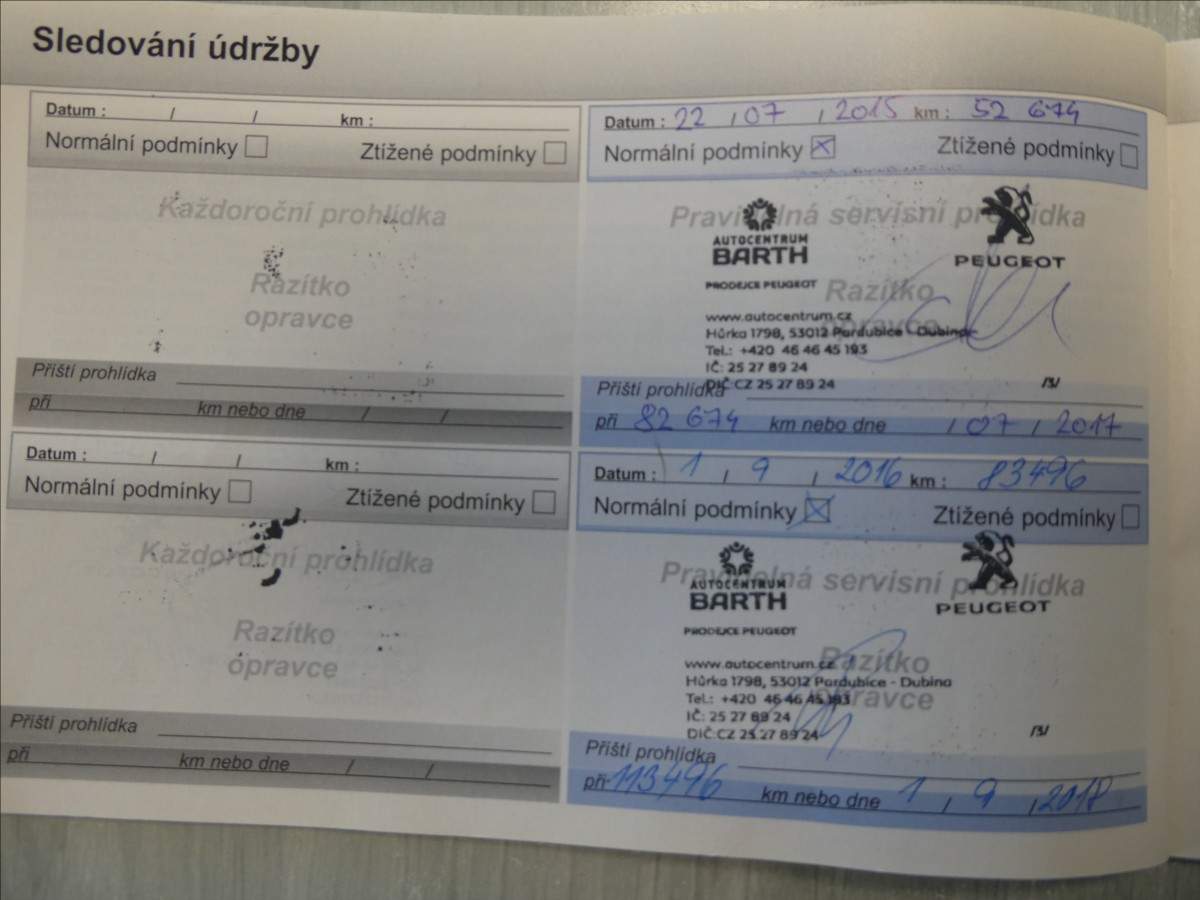 Sledování údržby
Datum : / / km :
Normální podmínky Ztížené podmínky
Každoroční prohlídka
Razítko
opravce
Příští prohlídka
při km nebo dne / /
Datum : 22 / 07 / 2015 km : 52 674
Normální podmínky Ztížené podmínky
Pravidelná servisní prohlídka
AUTOCENTRUM
BARTH
PEUGEOT
PRODEJCE PEUGEOT
Razítko
opravce
www.autocentrum.cz
Hůrka 1798, 53012 Pardubice - Dubina
Tel.: +420 46 46 45 193
IČ: 25 27 89 24
DIČ:CZ 25 27 89 24
/3/
Příští prohlídka
při 82 674 km nebo dne / 07 / 2017
Datum : / / km :
Normální podmínky Ztížené podmínky
Každoroční prohlídka
Razítko
opravce
Příští prohlídka
při km nebo dne / /
Datum : 1 / 9 / 2016 km : 83496
Normální podmínky Ztížené podmínky
Pravidelná servisní prohlídka
AUTOCENTRUM
BARTH
PEUGEOT
PRODEJCE PEUGEOT
Razítko
opravce
www.autocentrum.cz
Hůrka 1798, 53012 Pardubice - Dubina
Tel.: +420 46 46 45 193
IČ: 25 27 89 24
DIČ:CZ 25 27 89 24
/3/
Příští prohlídka
při 113496 km nebo dne 1 / 9 / 2018